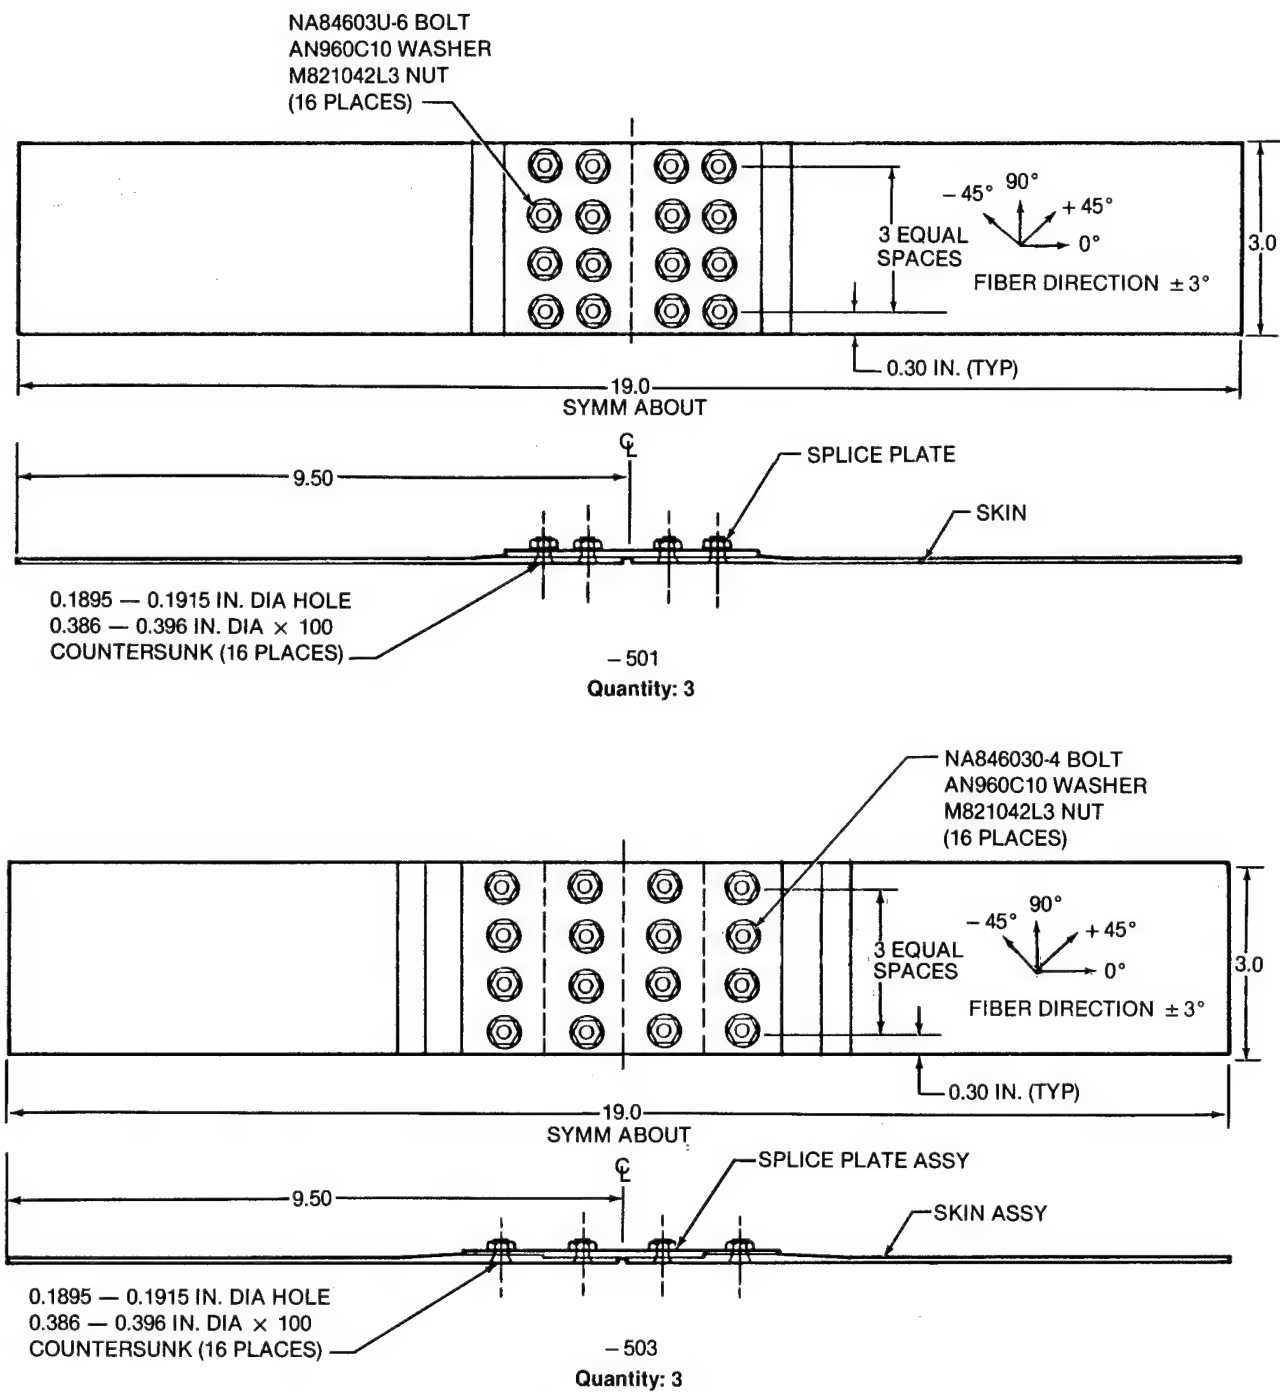 NA84603U-6 BOLT
AN960C10 WASHER
M821042L3 NUT
(16 PLACES)
-45°
90°
+45°
0°
3 EQUAL
SPACES
3.0
FIBER DIRECTION ±3°
0.30 IN. (TYP)
19.0
SYMM ABOUT
℄
9.50
SPLICE PLATE
SKIN
0.1895 — 0.1915 IN. DIA HOLE
0.386 — 0.396 IN. DIA × 100
COUNTERSUNK (16 PLACES)
-501
Quantity: 3
NA846030-4 BOLT
AN960C10 WASHER
M821042L3 NUT
(16 PLACES)
-45°
90°
+45°
0°
3 EQUAL
SPACES
3.0
FIBER DIRECTION ±3°
0.30 IN. (TYP)
19.0
SYMM ABOUT
℄
SPLICE PLATE ASSY
9.50
SKIN ASSY
0.1895 — 0.1915 IN. DIA HOLE
0.386 — 0.396 IN. DIA × 100
COUNTERSUNK (16 PLACES)
-503
Quantity: 3